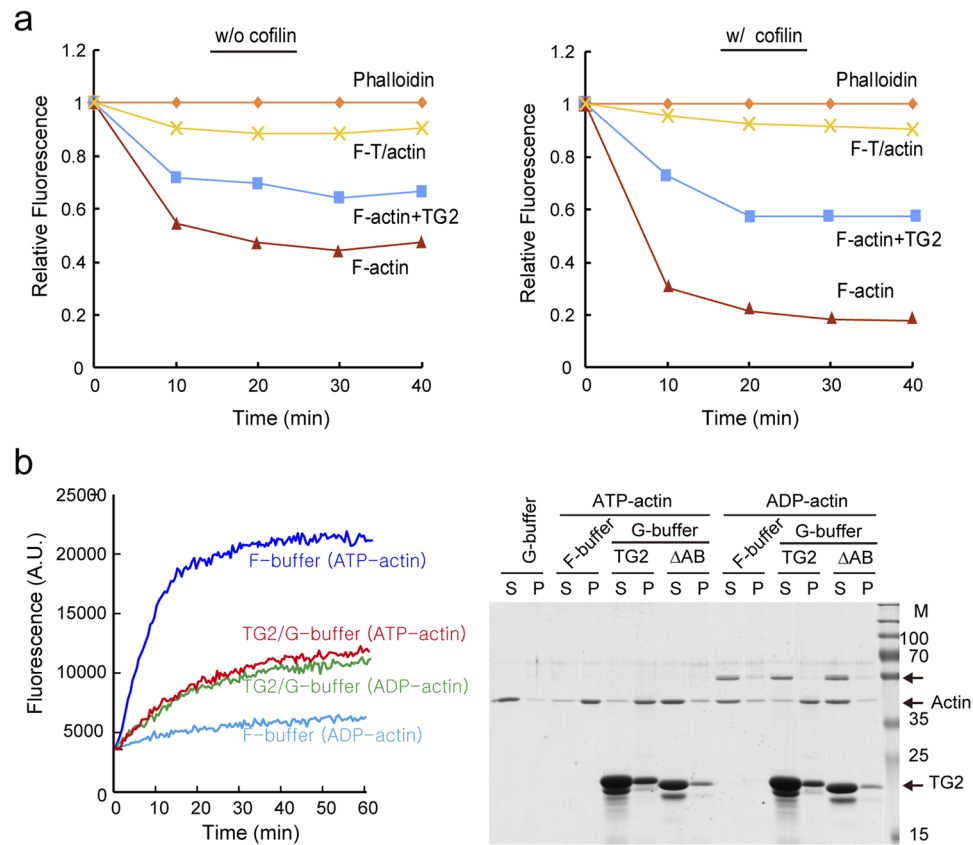 a
w/o cofilin
1.2
1
0.8
0.6
0.4
0.2
0
0
10
20
30
40
Relative Fluorescence
Time (min)
Phalloidin
F-T/actin
F-actin+TG2
F-actin
w/ cofilin
1.2
1
0.8
0.6
0.4
0.2
0
0
10
20
30
40
Relative Fluorescence
Time (min)
Phalloidin
F-T/actin
F-actin+TG2
F-actin
b
25000
20000
15000
10000
5000
0
0
10
20
30
40
50
60
Fluorescence (A.U.)
Time (min)
F-buffer (ATP-actin)
TG2/G-buffer (ATP-actin)
TG2/G-buffer (ADP-actin)
F-buffer (ADP-actin)
ATP-actin ADP-actin
G-buffer F-buffer G-buffer F-buffer G-buffer
TG2 ΔAB TG2 ΔAB
S P S P S P S P S P S P S P
M
100
70
Actin
35
25
TG2
15